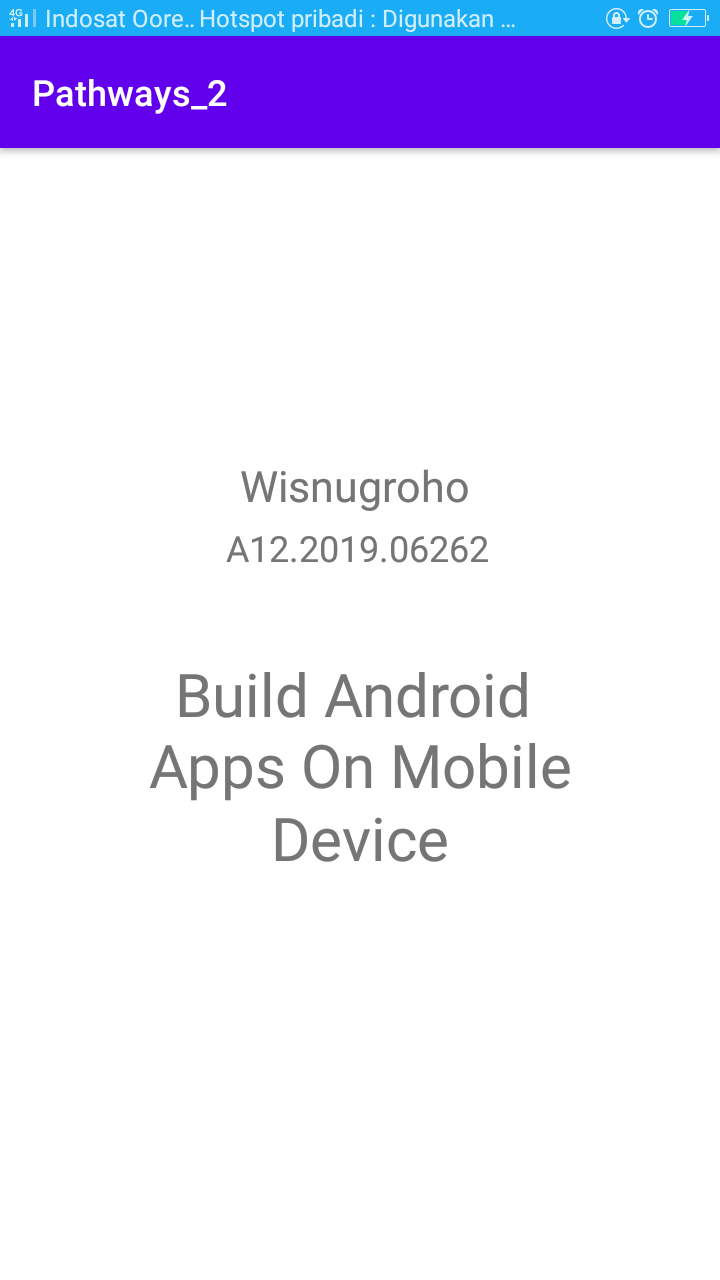 4G Indosat Oore.. Hotspot pribadi : Digunakan ...
Pathways_2
Wisnugroho
A12.2019.06262
Build Android
Apps On Mobile
Device